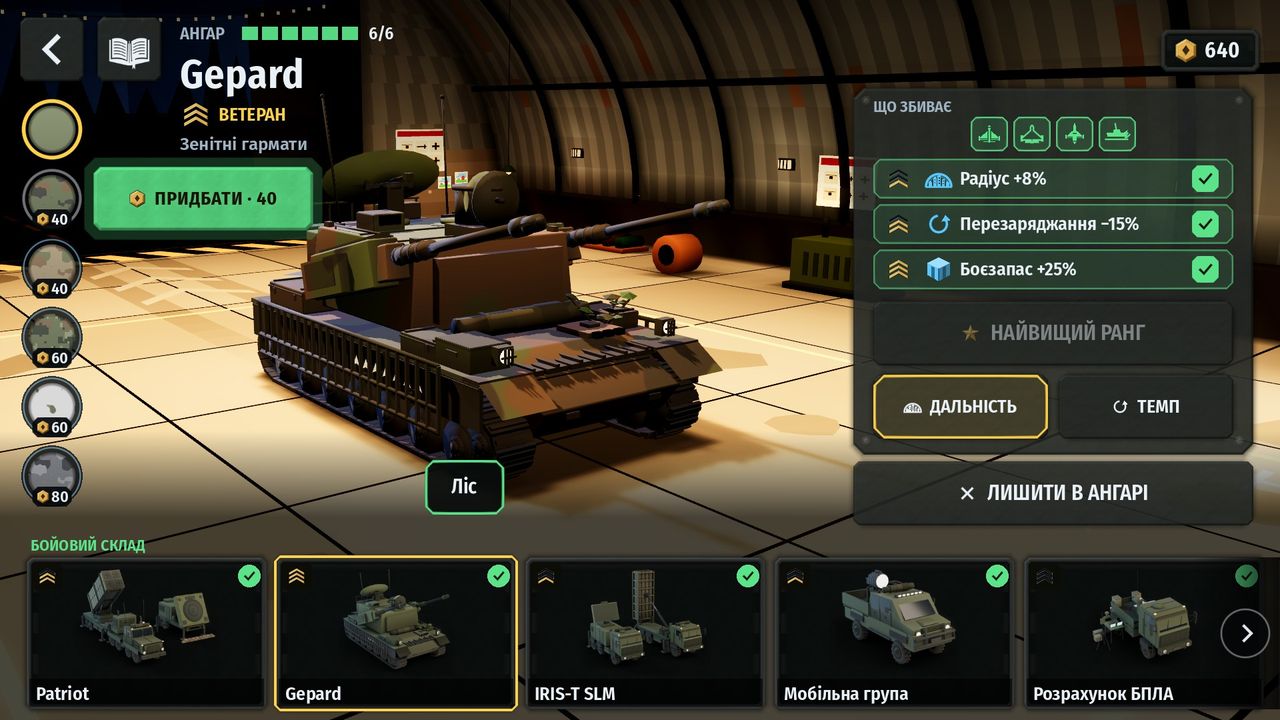 АНГАР 6/6
Gepard
ВЕТЕРАН
Зенітні гармати
ПРИДБАТИ · 40
40
40
60
60
80
640
ЩО ЗБИВАЄ
Радіус +8%
Перезаряджання −15%
Боєзапас +25%
НАЙВИЩИЙ РАНГ
ДАЛЬНІСТЬ
ТЕМП
× ЛИШИТИ В АНГАРІ
Ліс
БОЙОВИЙ СКЛАД
Patriot
Gepard
IRIS-T SLM
Мобільна група
Розрахунок БПЛА